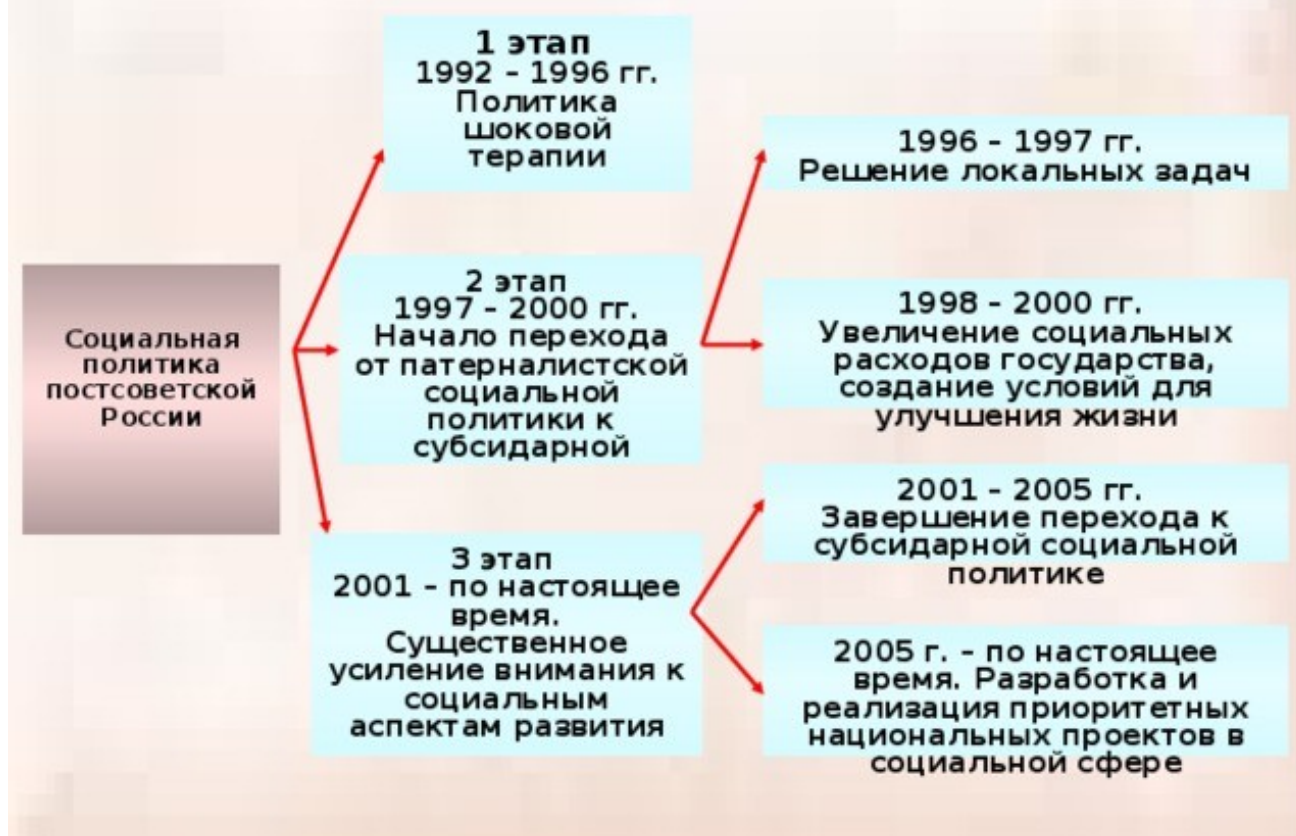 Социальная
политика
постсоветской
России
1 этап
1992 – 1996 гг.
Политика
шоковой
терапии
2 этап
1997 – 2000 гг.
Начало перехода
от патерналистской
социальной
политики к
субсидарной
3 этап
2001 – по настоящее
время.
Существенное
усиление внимания к
социальным
аспектам развития
1996 – 1997 гг.
Решение локальных задач
1998 – 2000 гг.
Увеличение социальных
расходов государства,
создание условий для
улучшения жизни
2001 – 2005 гг.
Завершение перехода к
субсидарной социальной
политике
2005 г. – по настоящее
время. Разработка и
реализация приоритетных
национальных проектов в
социальной сфере